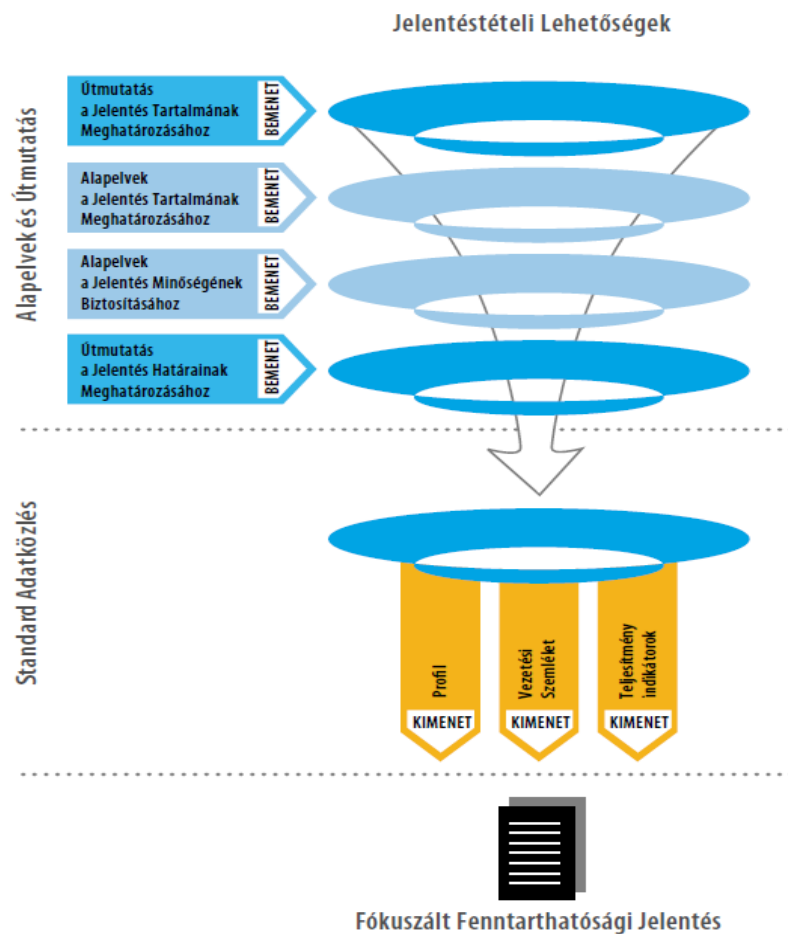 Jelentéstételi Lehetőségek
Alapelvek és Útmutatás
Útmutatás
a Jelentés Tartalmának
Meghatározásához
BEMENET
Alapelvek
a Jelentés Tartalmának
Meghatározásához
BEMENET
Alapelvek
a Jelentés Minőségének
Biztosításához
BEMENET
Útmutatás
a Jelentés Határainak
Meghatározásához
BEMENET
Standard Adatközlés
Profil
KIMENET
Vezetési
Szemlélet
KIMENET
Teljesítmény
indikátorok
KIMENET
Fókuszált Fenntarthatósági Jelentés